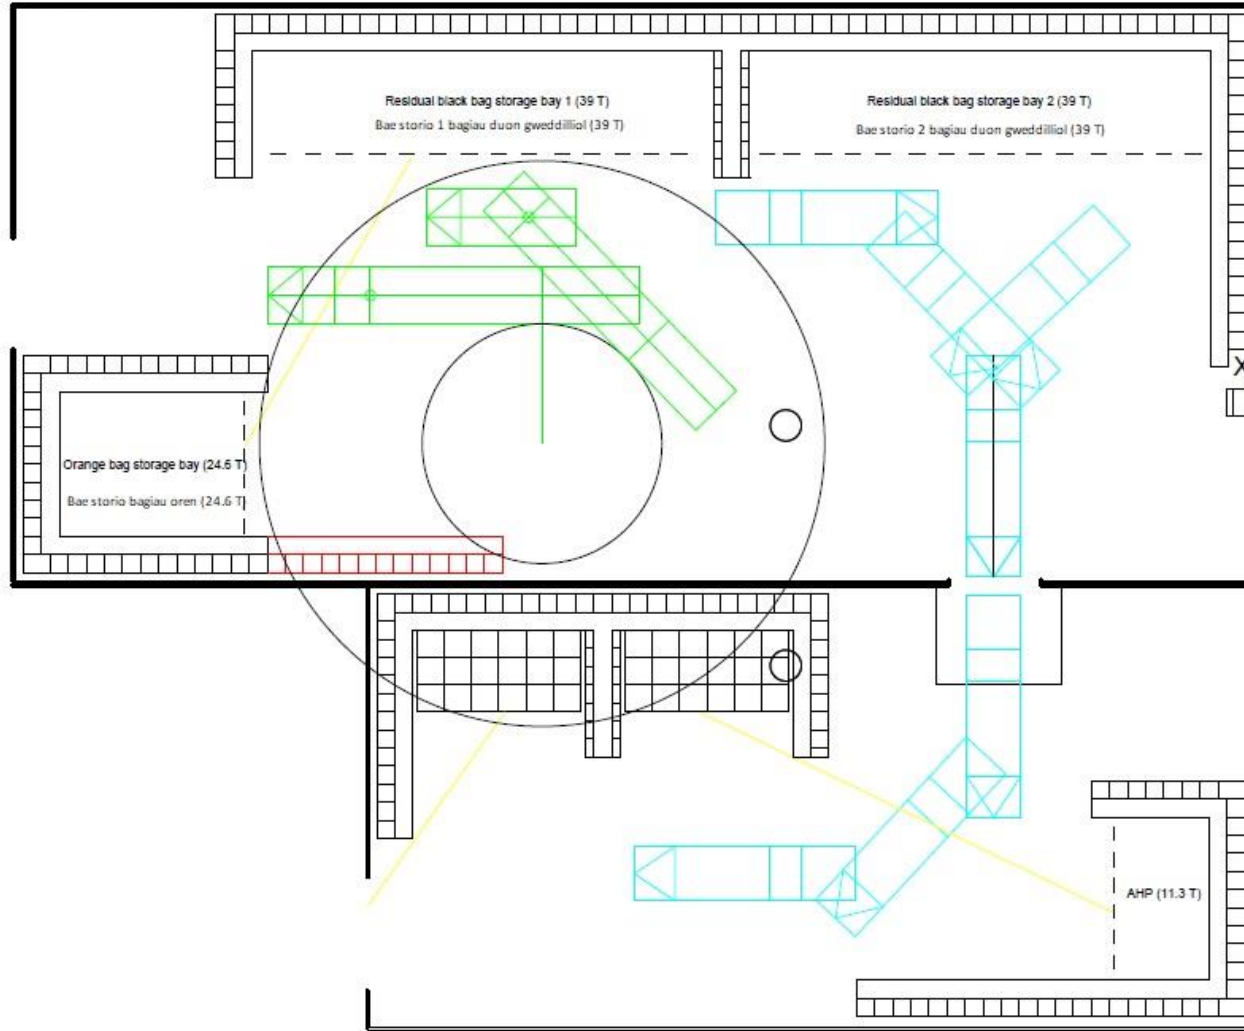 Residual black bag storage bay 1 (39 T)
Bae storio 1 bagiau duon gweddilliol (39 T)
Residual black bag storage bay 2 (39 T)
Bae storio 2 bagiau duon gweddilliol (39 T)
X
Orange bag storage bay (24.6 T)
Bae storio bagiau oren (24.6 T)
AHP (11.3 T)